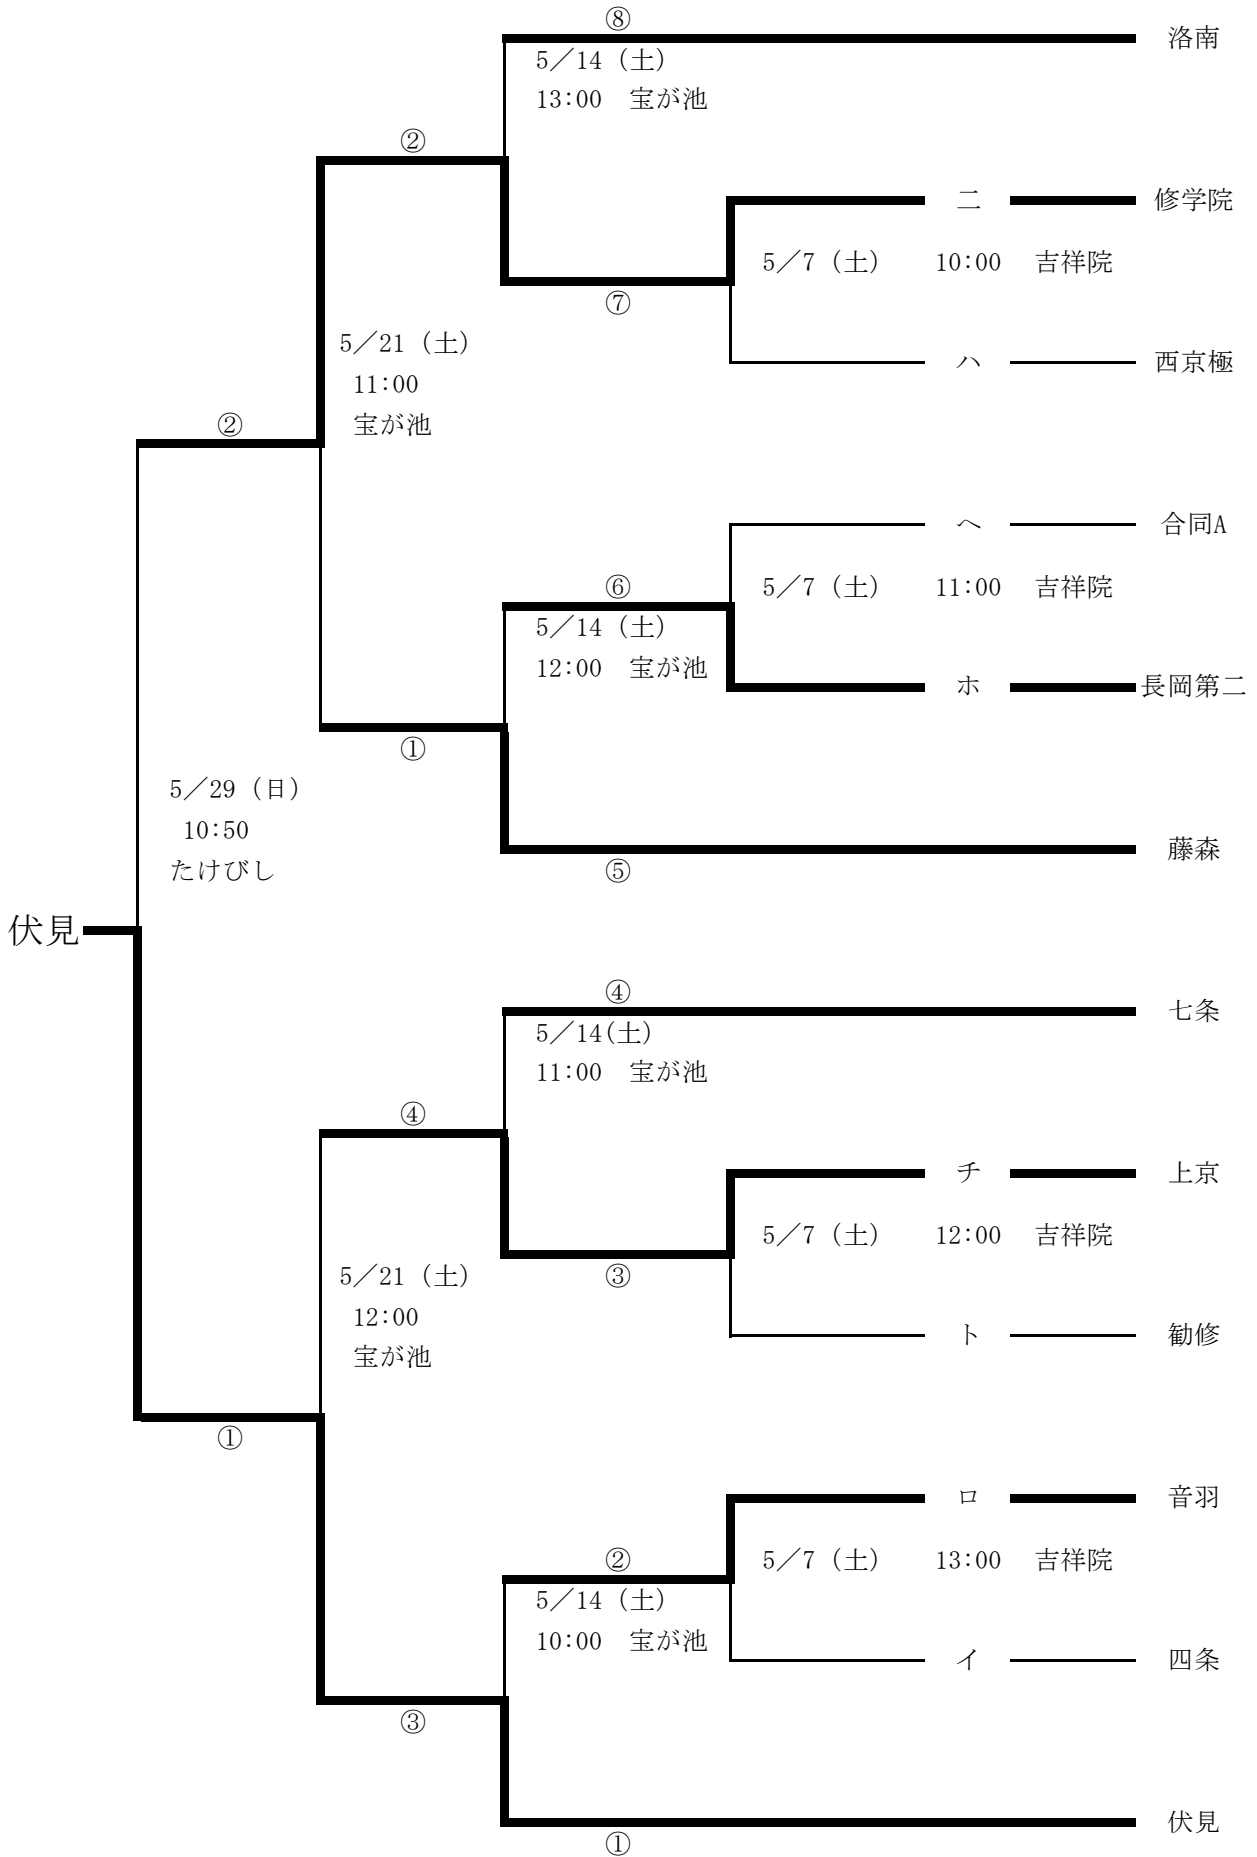 ⑧
洛南
5／14（土）
13:00　宝が池
②
ニ
修学院
5／7（土）　10:00　吉祥院
⑦
5／21（土）
11:00
宝が池
ハ
西京極
②
ヘ
合同A
5／7（土）　11:00　吉祥院
⑥
5／14（土）
12:00　宝が池
ホ
長岡第二
①
5／29（日）
10:50
たけびし
藤森
⑤
伏見
④
七条
5／14(土）
11:00　宝が池
④
チ
上京
5／7（土）　12:00　吉祥院
③
5／21（土）
12:00
宝が池
ト
勧修
①
ロ
音羽
5／7（土）　13:00　吉祥院
②
5／14（土）
10:00　宝が池
イ
四条
③
伏見
①